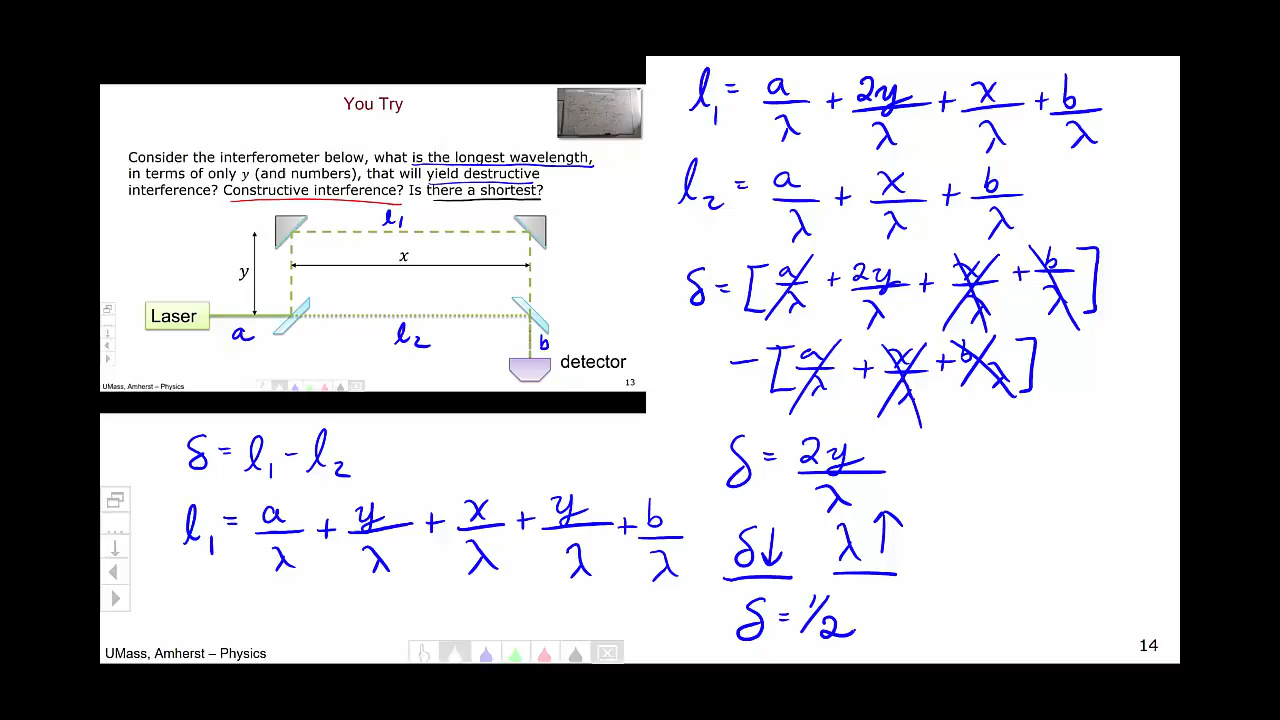 You Try
Consider the interferometer below, what is the longest wavelength,
in terms of only y (and numbers), that will yield destructive
interference? Constructive interference? Is there a shortest?
l₁
x
y
Laser
a
l₂
b
detector
UMass, Amherst – Physics
13
δ = l₁ - l₂
l₁ = a/λ + y/λ + x/λ + y/λ + b/λ
UMass, Amherst – Physics
l₁ = a/λ + 2y/λ + x/λ + b/λ
l₂ = a/λ + x/λ + b/λ
δ = [a/λ + 2y/λ + x/λ + b/λ]
- [a/λ + x/λ + b/λ]
δ = 2y/λ
δ↓ λ↑
δ = 1/2
14